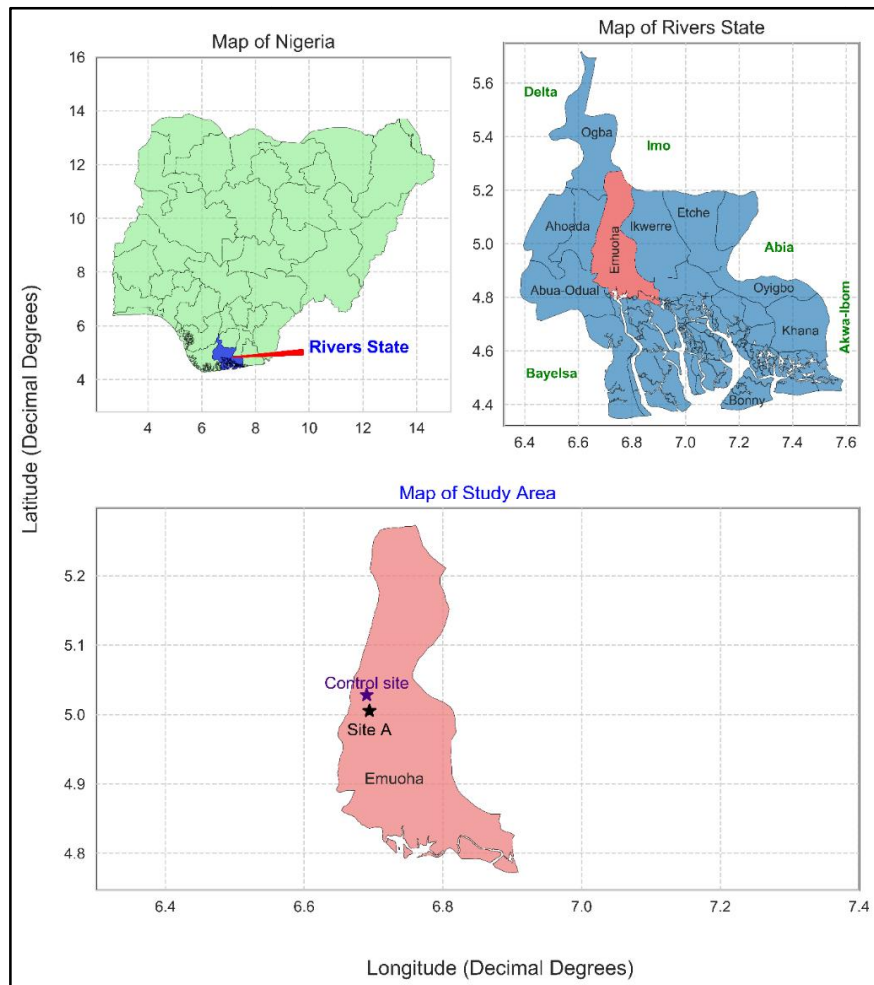 Map of Nigeria
16
14
12
10
8
6
4
Rivers State
4 6 8 10 12 14
Map of Rivers State
5.6
5.4
5.2
5.0
4.8
4.6
4.4
Delta
Ogba
Imo
Ahoada
Emuoha
Ikwerre
Etche
Abia
Abua-Odual
Oyigbo
Khana
Akwa-Ibom
Bayelsa
Bonny
6.4 6.6 6.8 7.0 7.2 7.4 7.6
Latitude (Decimal Degrees)
Map of Study Area
5.2
5.1
5.0
4.9
4.8
Control site
Site A
Emuoha
6.4 6.6 6.8 7.0 7.2 7.4
Longitude (Decimal Degrees)